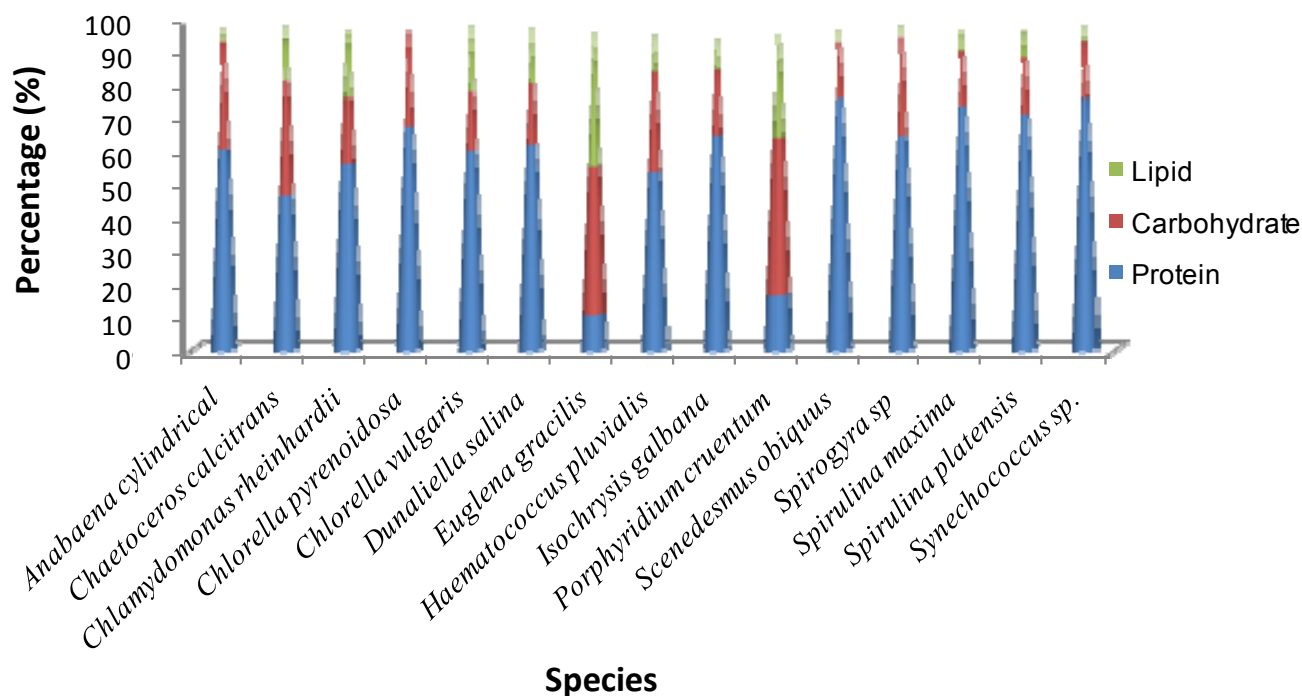 Percentage (%)
100
90
80
70
60
50
40
30
20
10
0
Lipid
Carbohydrate
Protein
Anabaena cylindrical
Chaetoceros calcitrans
Chlamydomonas rheinhardii
Chlorella pyrenoidosa
Chlorella vulgaris
Dunaliella salina
Euglena gracilis
Haematococcus pluvialis
Isochrysis galbana
Porphyridium cruentum
Scenedesmus obiquus
Spirogyra sp
Spirulina maxima
Spirulina platensis
Synechococcus sp.
Species